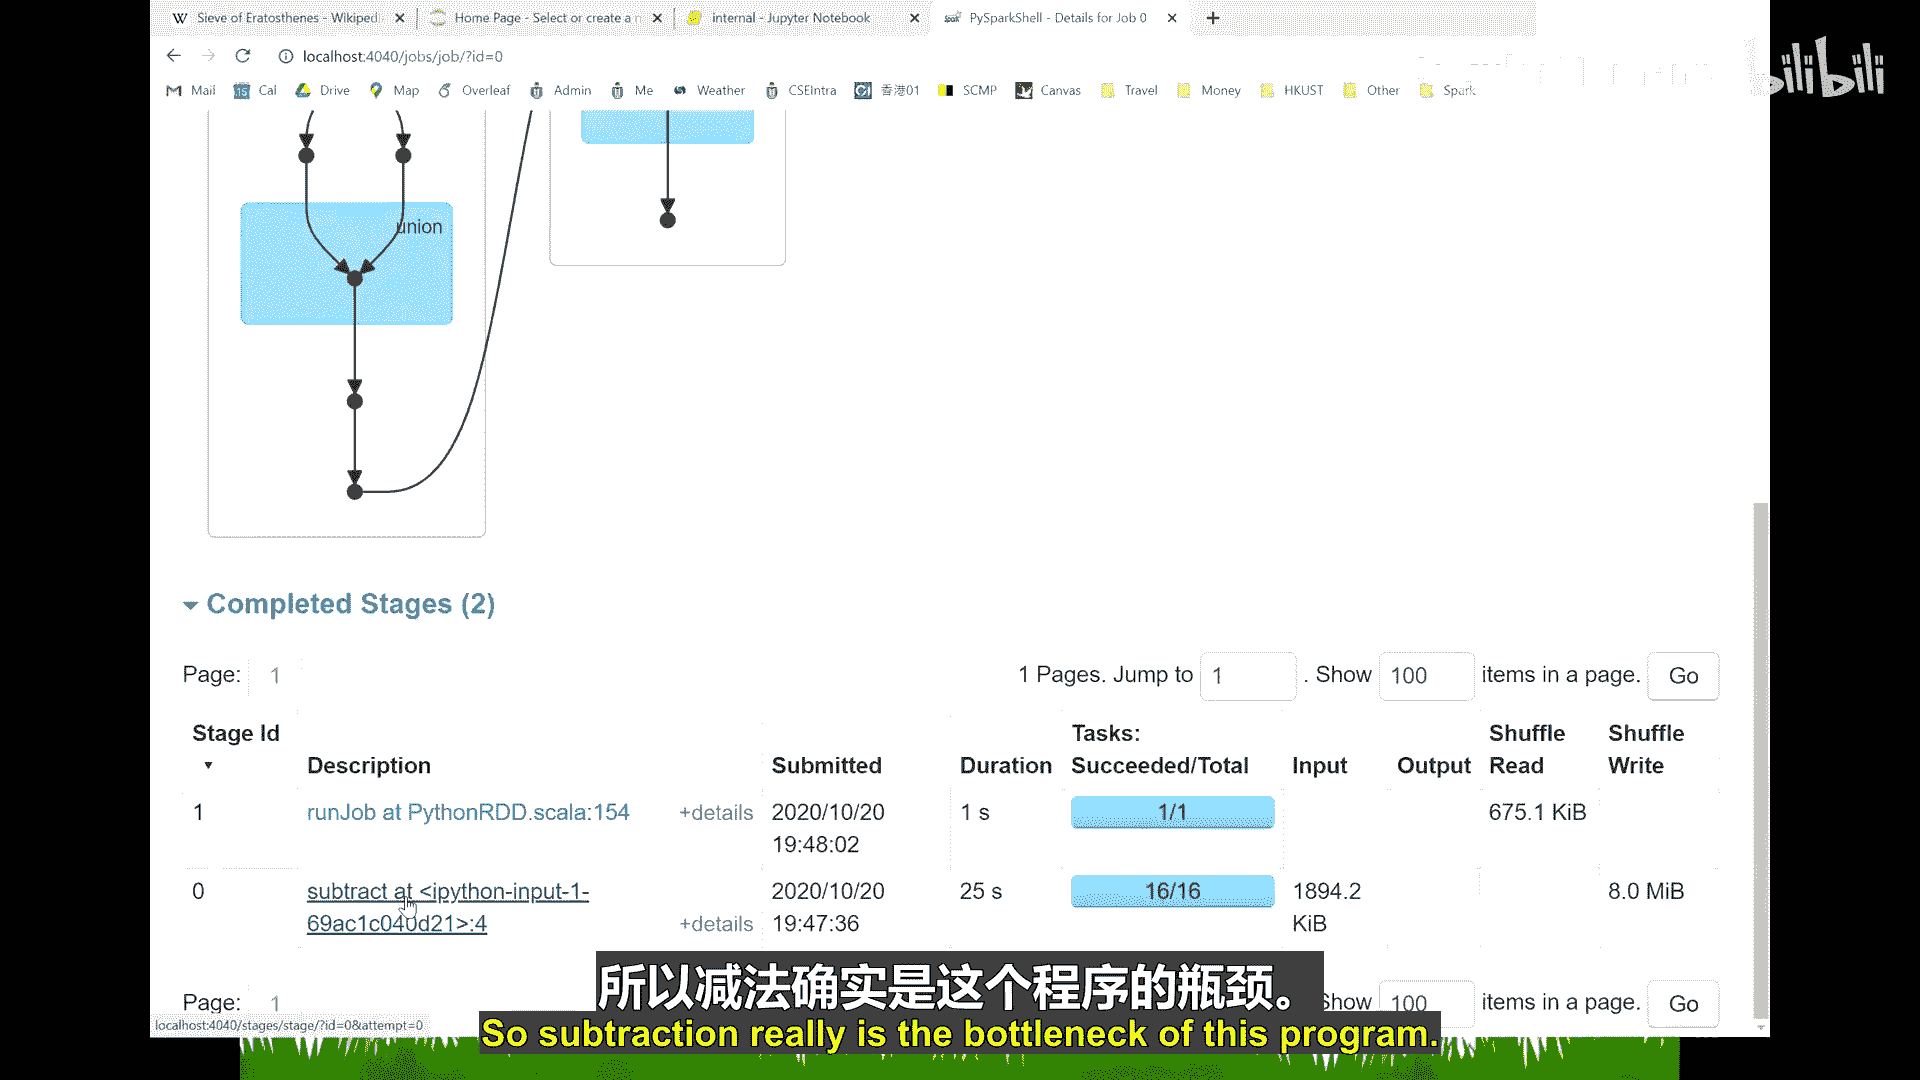 Sieve of Eratosthenes - Wikipedi
Home Page - Select or create a n
internal - Jupyter Notebook
PySparkShell - Details for Job 0
localhost:4040/jobs/job/?id=0
bilibili
Mail Cal Drive Map Overleaf Admin Me Weather CSEIntra 香港01 SCMP Canvas Travel Money HKUST Other Spark
union
Completed Stages (2)
Page: 1
1 Pages. Jump to 1 . Show 100 items in a page. Go
Stage Id Description Submitted Duration Tasks: Succeeded/Total Input Output Shuffle Read Shuffle Write
1 runJob at PythonRDD.scala:154 +details 2020/10/20 19:48:02 1 s 1/1 675.1 KiB
0 subtract at <ipython-input-1-69ac1c040d21>:4 +details 2020/10/20 19:47:36 25 s 16/16 1894.2 KiB 8.0 MiB
Page: 1
Show 100 items in a page. Go
localhost:4040/stages/stage/?id=0&attempt=0
所以减法确实是这个程序的瓶颈。
So subtraction really is the bottleneck of this program.